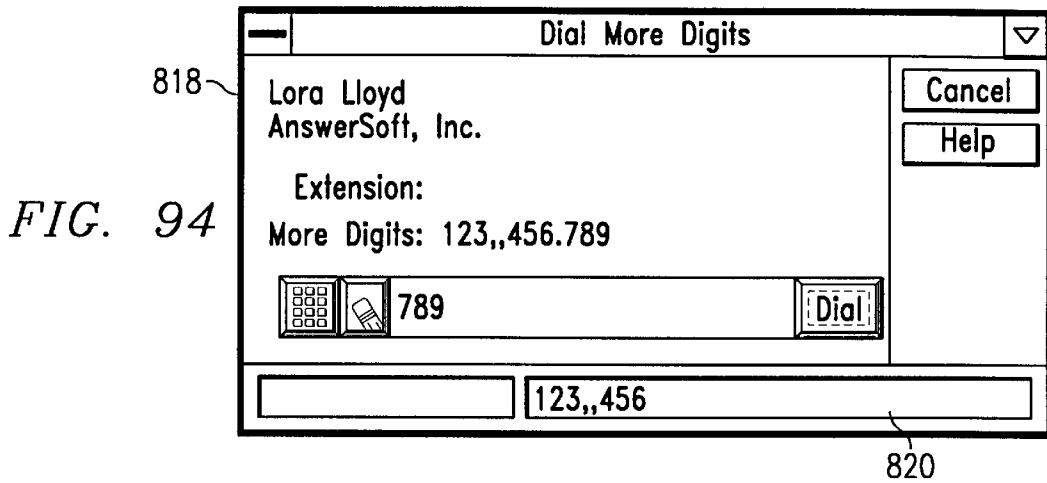 Dial More Digits
818
Lora Lloyd
AnswerSoft, Inc.
Cancel
Help
Extension:
FIG. 94
More Digits: 123,,456.789
789
Dial
123,,456
820